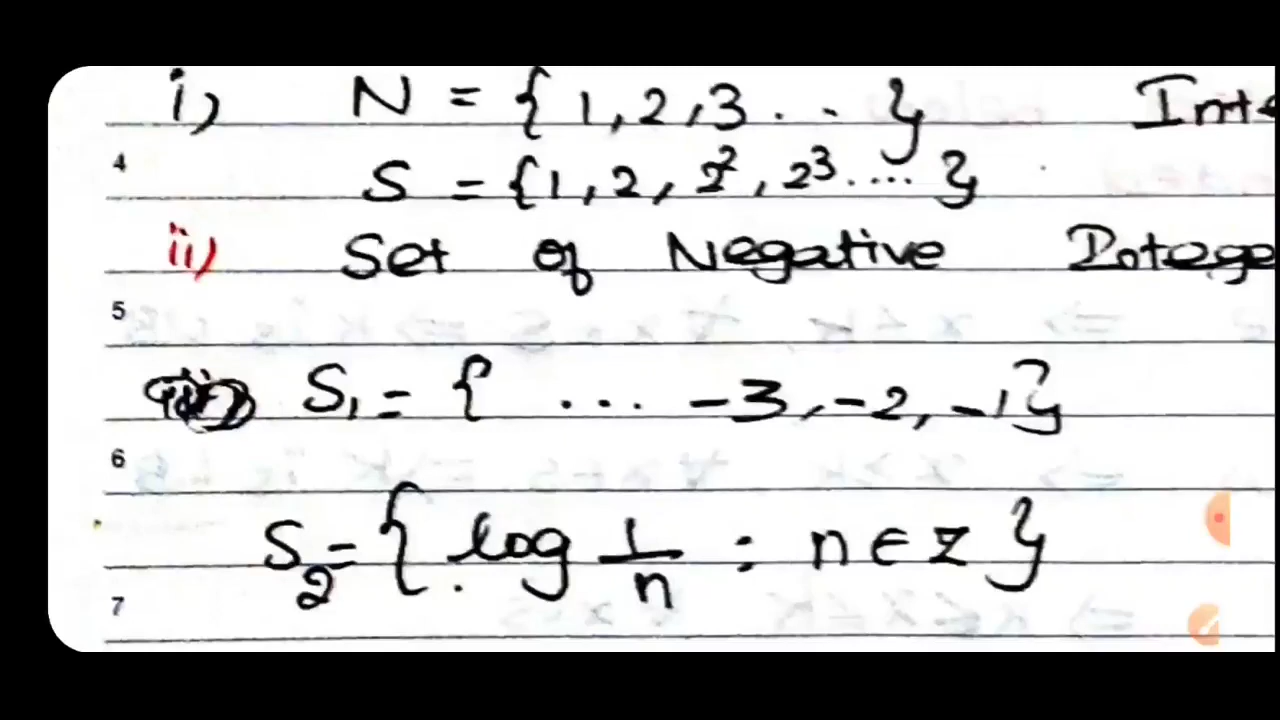 i) N = { 1, 2, 3 . . }
4 S = { 1, 2, 2², 2³ .... }
ii) Set of Negative
5
S₁ = { ... -3, -2, -1 }
6
S₂ = { log 1/n : n ∈ z }
7